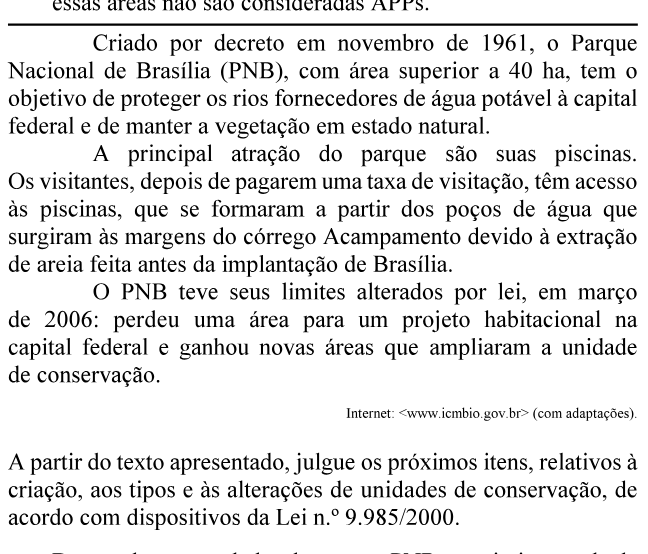 essas áreas não são consideradas APPs.
Criado por decreto em novembro de 1961, o Parque
Nacional de Brasília (PNB), com área superior a 40 ha, tem o
objetivo de proteger os rios fornecedores de água potável à capital
federal e de manter a vegetação em estado natural.
A principal atração do parque são suas piscinas.
Os visitantes, depois de pagarem uma taxa de visitação, têm acesso
às piscinas, que se formaram a partir dos poços de água que
surgiram às margens do córrego Acampamento devido à extração
de areia feita antes da implantação de Brasília.
O PNB teve seus limites alterados por lei, em março
de 2006: perdeu uma área para um projeto habitacional na
capital federal e ganhou novas áreas que ampliaram a unidade
de conservação.
Internet: <www.icmbio.gov.br> (com adaptações).
A partir do texto apresentado, julgue os próximos itens, relativos à
criação, aos tipos e às alterações de unidades de conservação, de
acordo com dispositivos da Lei n.º 9.985/2000.